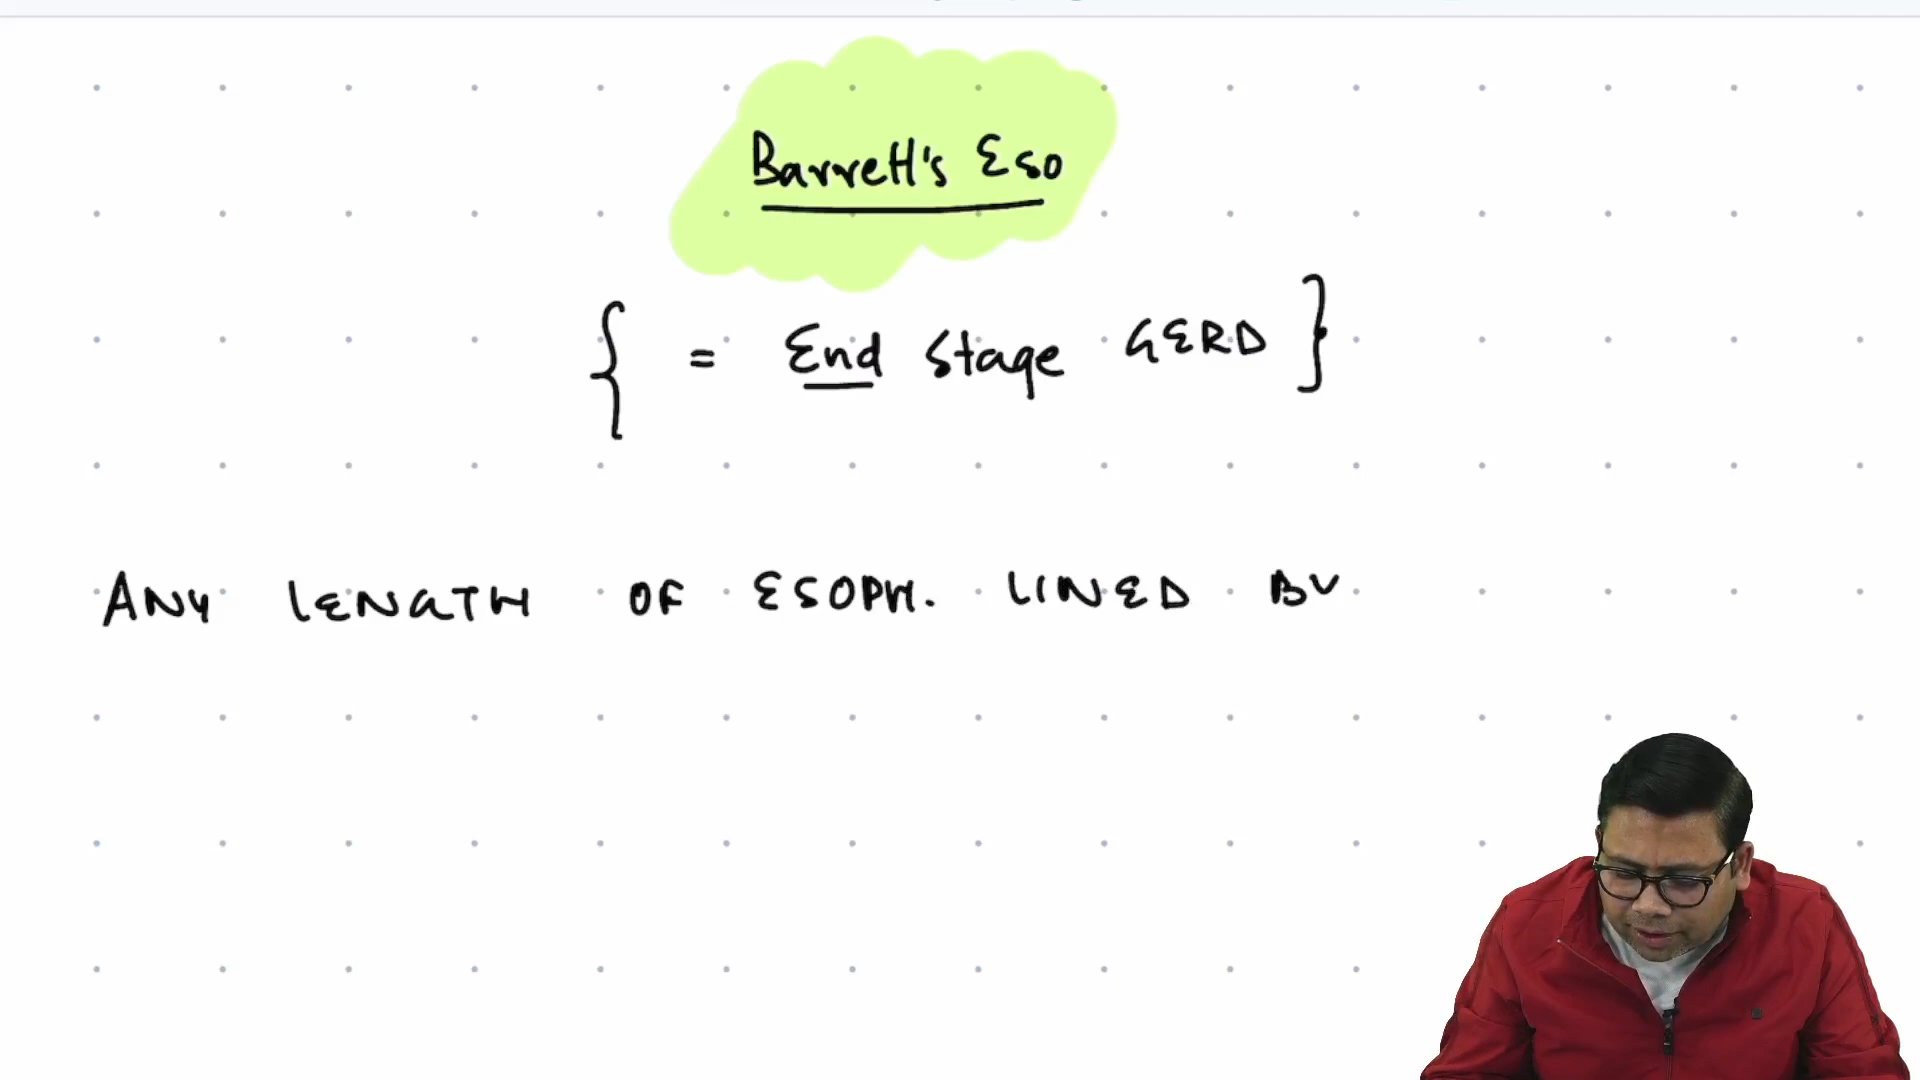 Barrett's Eso
{ = End Stage GERD }
ANY LENGTH OF ESOPH. LINED BY